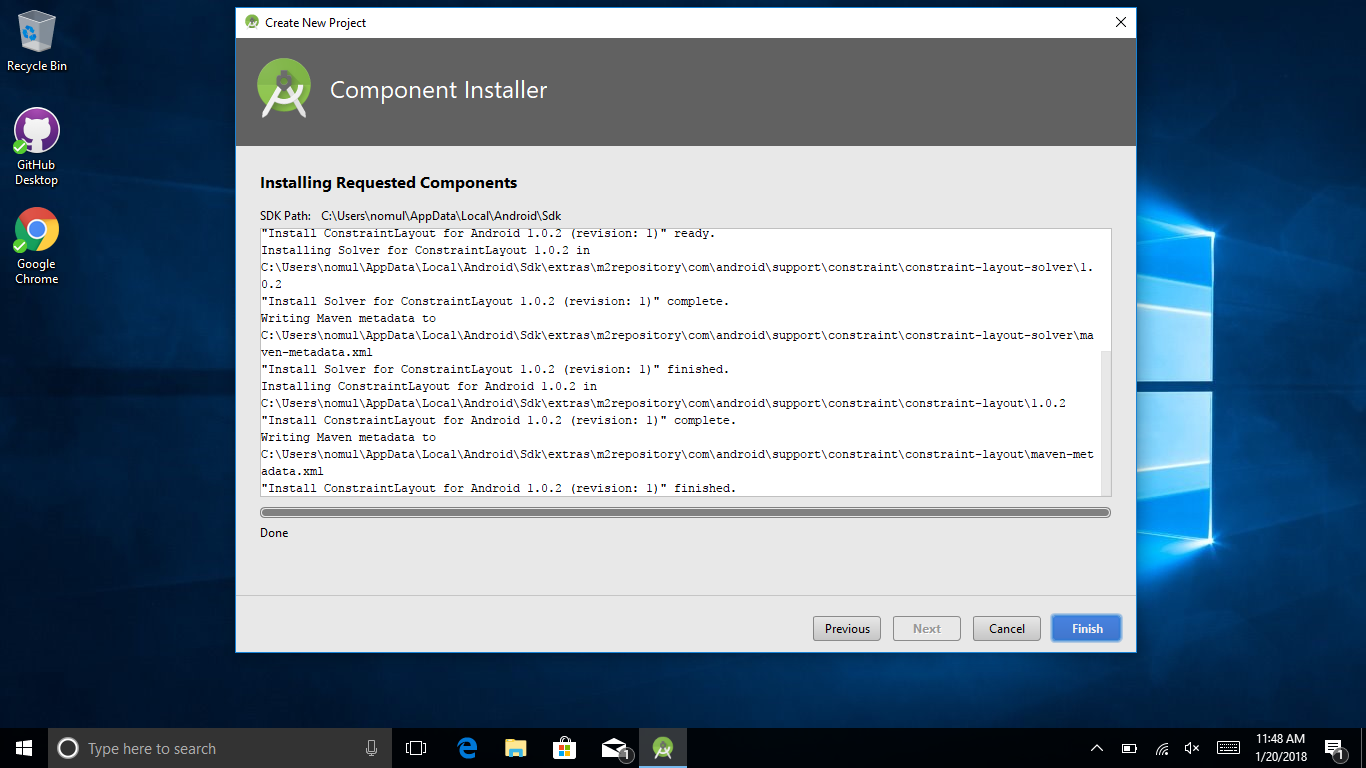 Recycle Bin
GitHub
Desktop
Google
Chrome
Create New Project
Component Installer
Installing Requested Components
SDK Path: C:\Users\nomul\AppData\Local\Android\Sdk
"Install ConstraintLayout for Android 1.0.2 (revision: 1)" ready.
Installing Solver for ConstraintLayout 1.0.2 in
C:\Users\nomul\AppData\Local\Android\Sdk\extras\m2repository\com\android\support\constraint\constraint-layout-solver\1.
0.2
"Install Solver for ConstraintLayout 1.0.2 (revision: 1)" complete.
Writing Maven metadata to
C:\Users\nomul\AppData\Local\Android\Sdk\extras\m2repository\com\android\support\constraint\constraint-layout-solver\ma
ven-metadata.xml
"Install Solver for ConstraintLayout 1.0.2 (revision: 1)" finished.
Installing ConstraintLayout for Android 1.0.2 in
C:\Users\nomul\AppData\Local\Android\Sdk\extras\m2repository\com\android\support\constraint\constraint-layout\1.0.2
"Install ConstraintLayout for Android 1.0.2 (revision: 1)" complete.
Writing Maven metadata to
C:\Users\nomul\AppData\Local\Android\Sdk\extras\m2repository\com\android\support\constraint\constraint-layout\maven-met
adata.xml
"Install ConstraintLayout for Android 1.0.2 (revision: 1)" finished.
Done
Previous
Next
Cancel
Finish
Type here to search
1
11:48 AM
1/20/2018
1